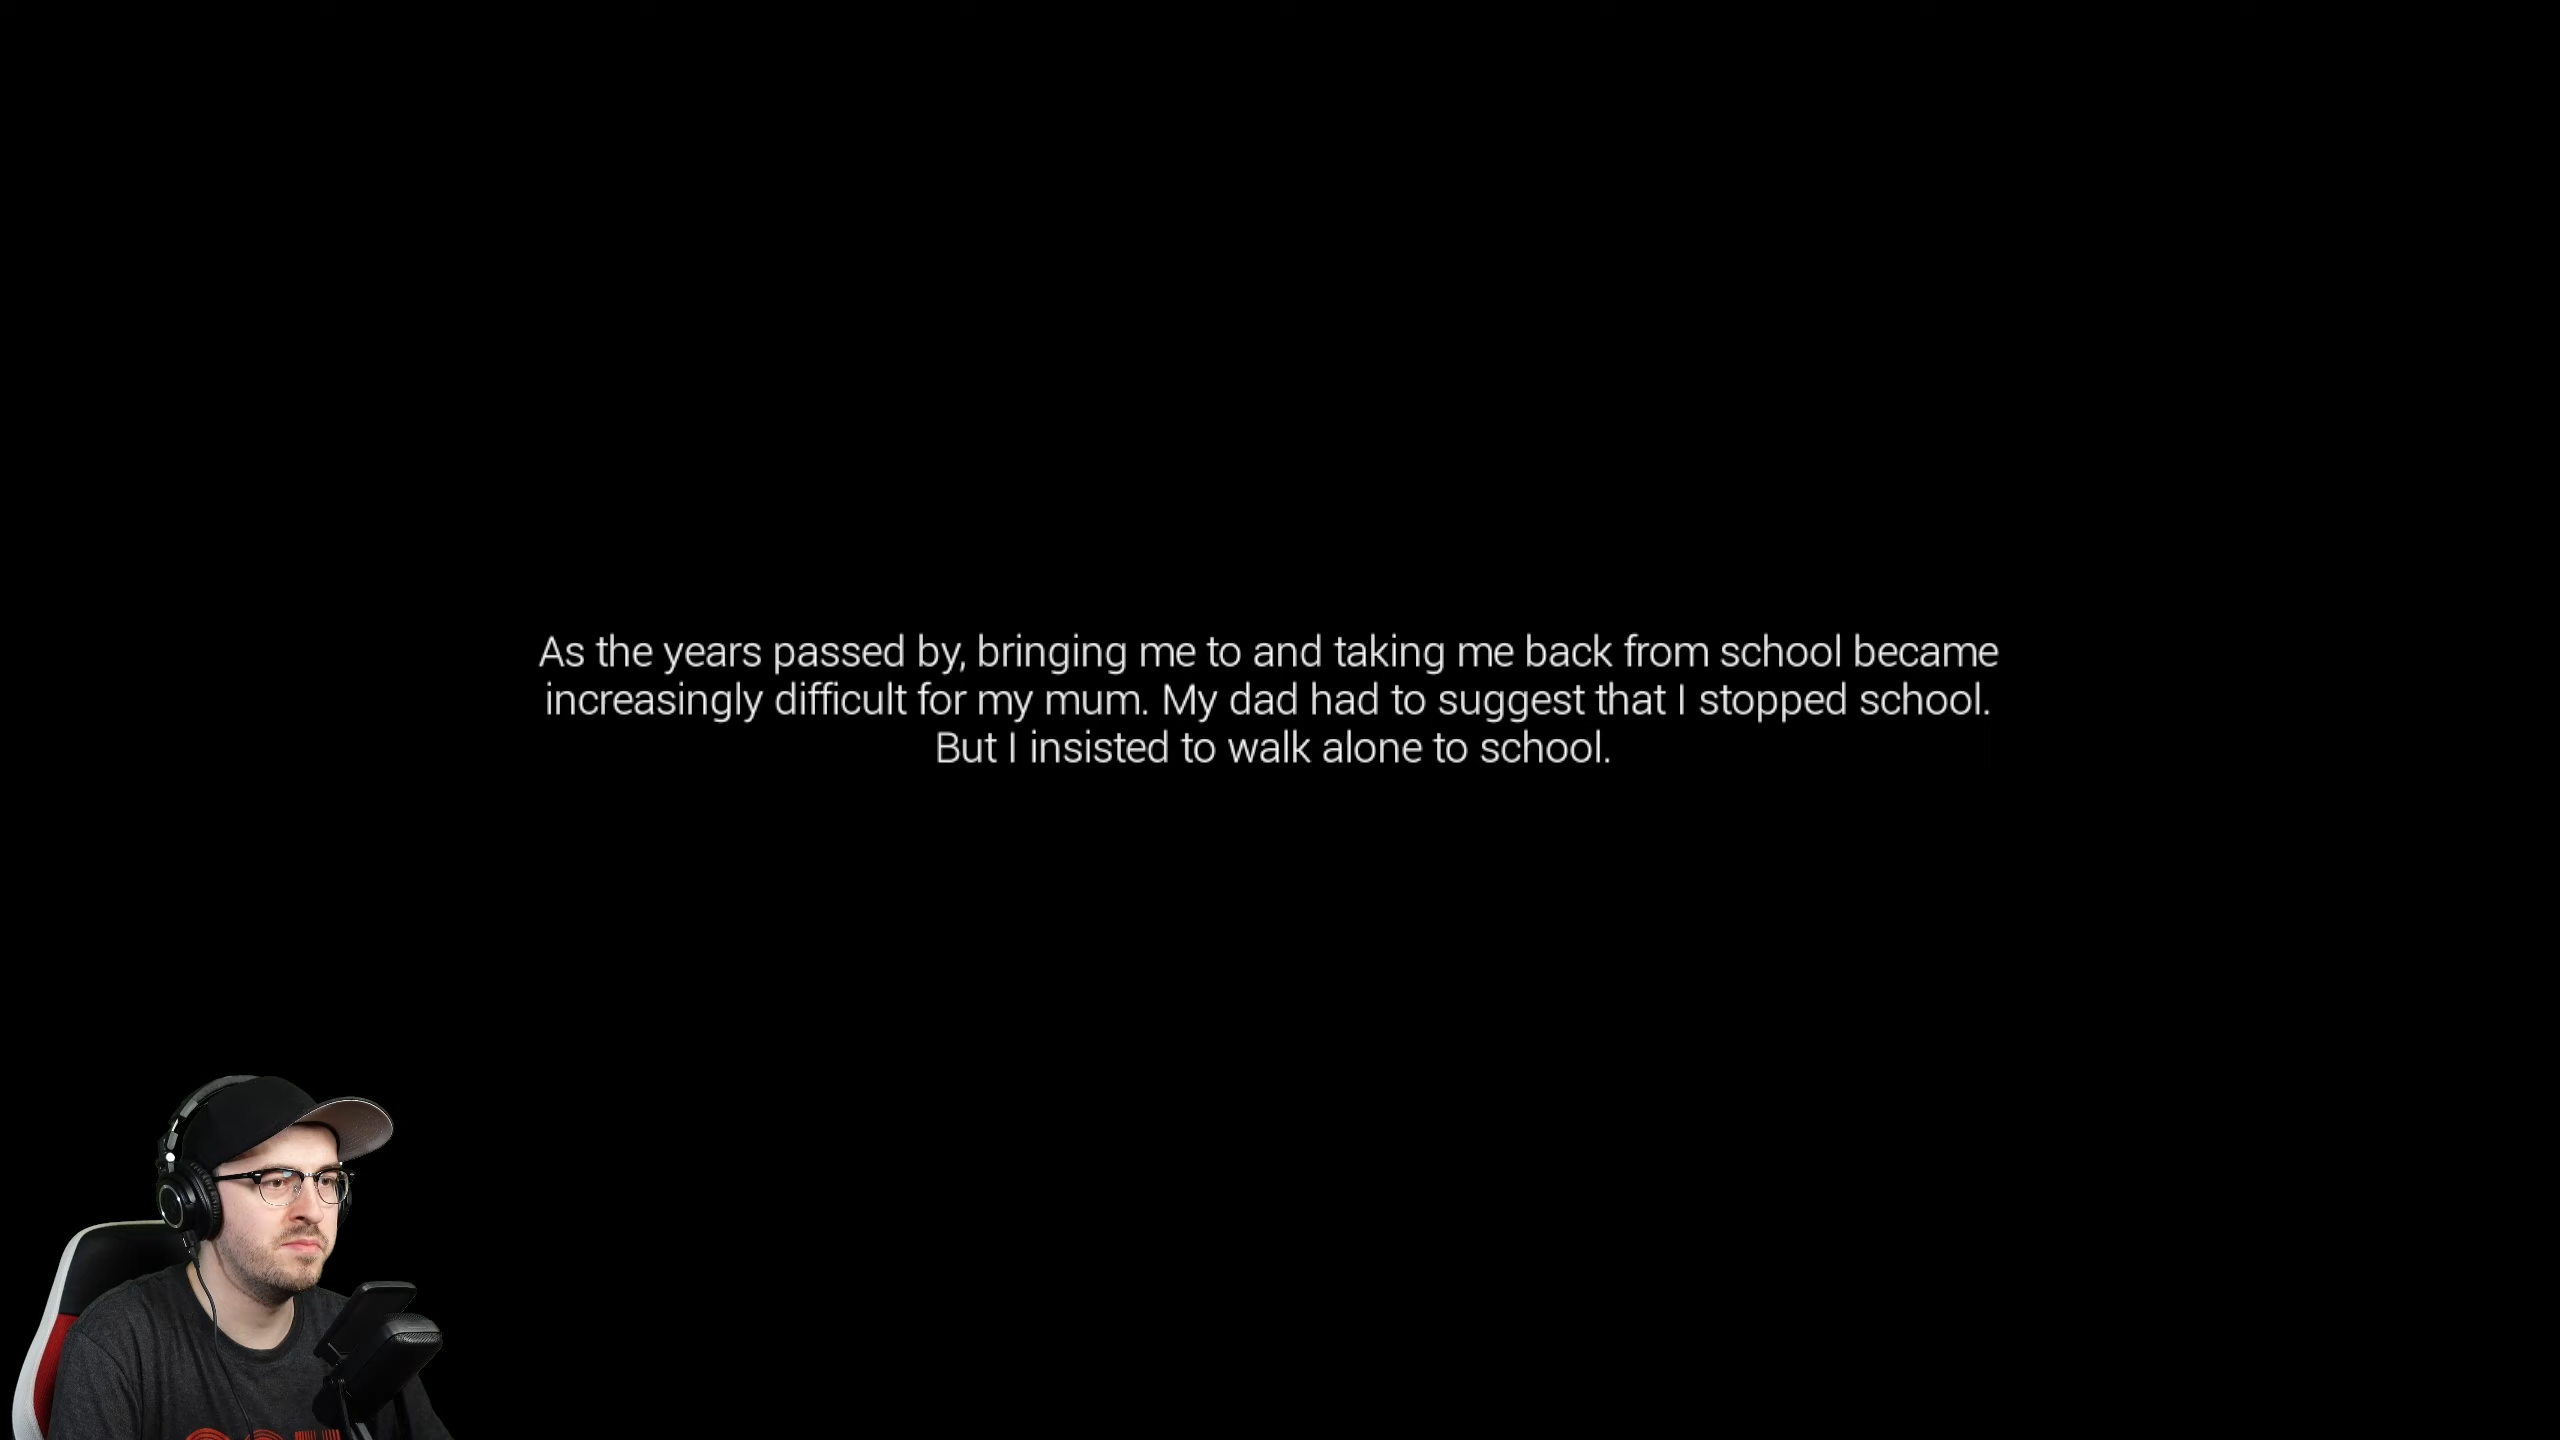 As the years passed by, bringing me to and taking me back from school became
increasingly difficult for my mum. My dad had to suggest that I stopped school.
But I insisted to walk alone to school.